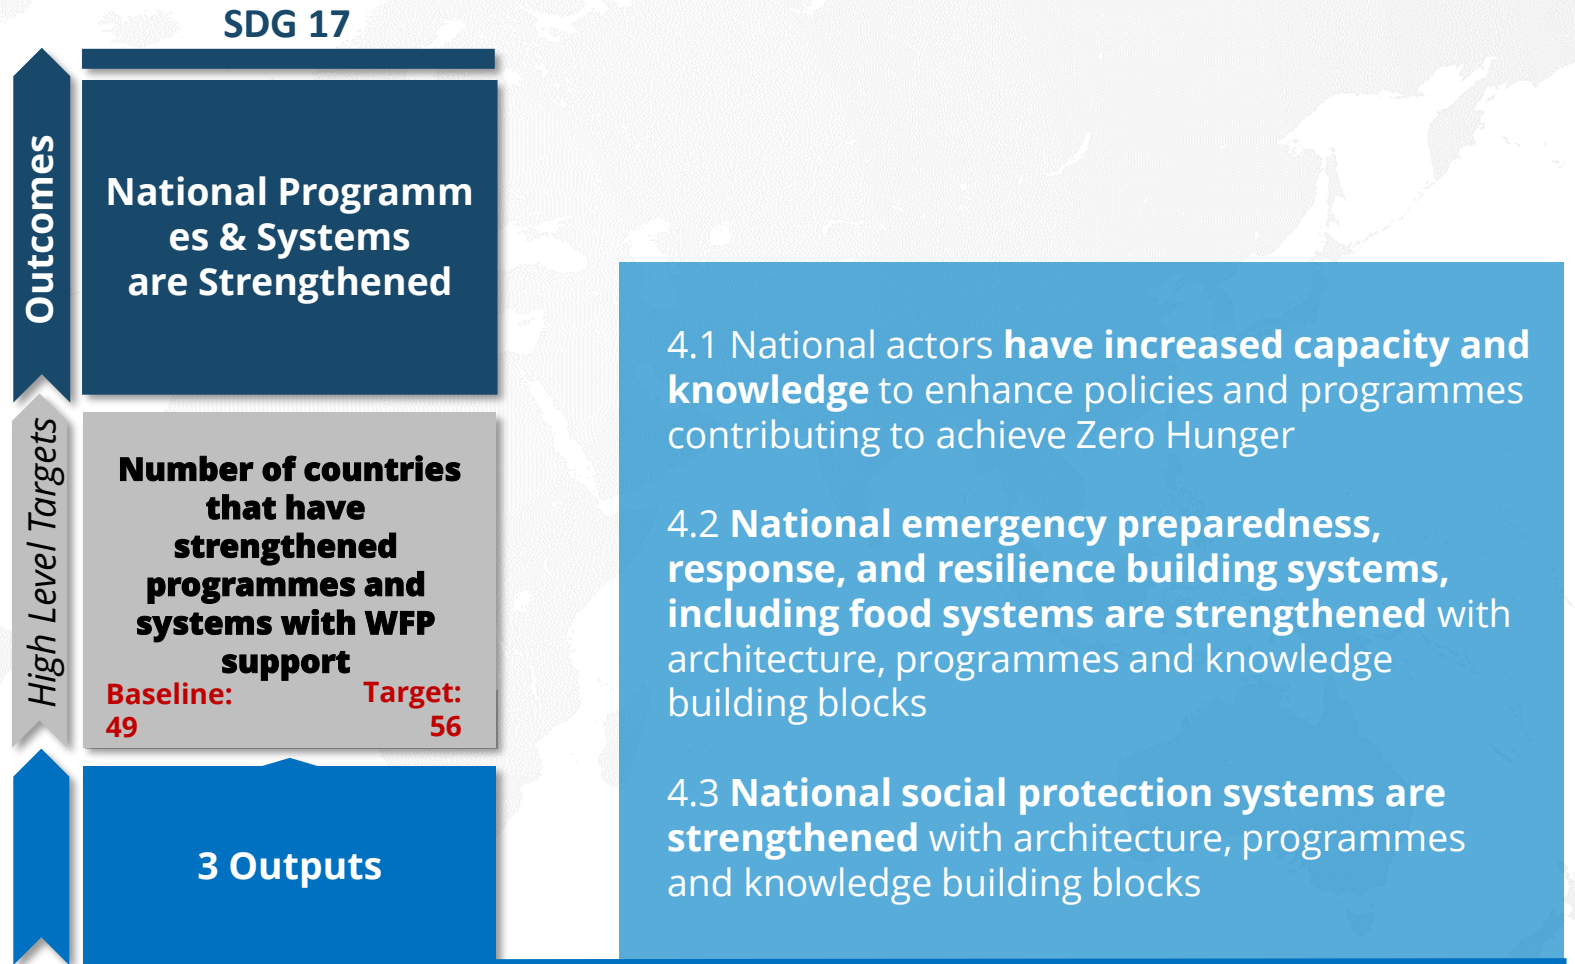 SDG 17
Outcomes
National Programm
es & Systems
are Strengthened
High Level Targets
Number of countries
that have
strengthened
programmes and
systems with WFP
support
Baseline:
49
Target:
56
3 Outputs
4.1 National actors have increased capacity and
knowledge to enhance policies and programmes
contributing to achieve Zero Hunger
4.2 National emergency preparedness,
response, and resilience building systems,
including food systems are strengthened with
architecture, programmes and knowledge
building blocks
4.3 National social protection systems are
strengthened with architecture, programmes
and knowledge building blocks